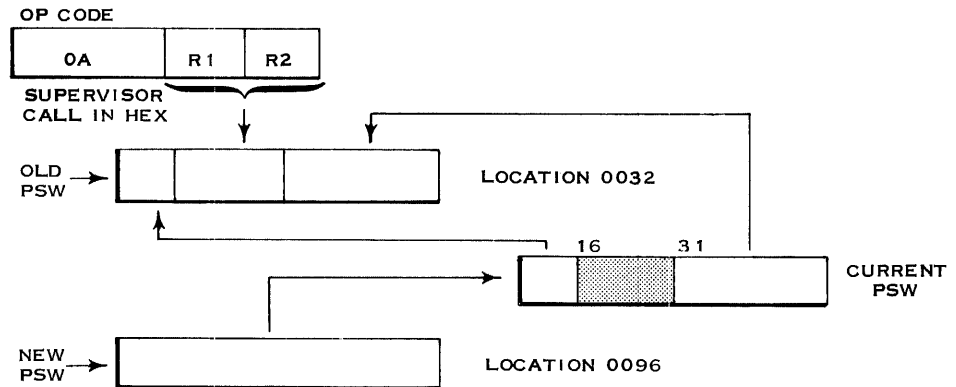 OP CODE
OA
R1
R2
SUPERVISOR
CALL IN HEX
OLD
PSW
LOCATION 0032
16
31
CURRENT
PSW
NEW
PSW
LOCATION 0096